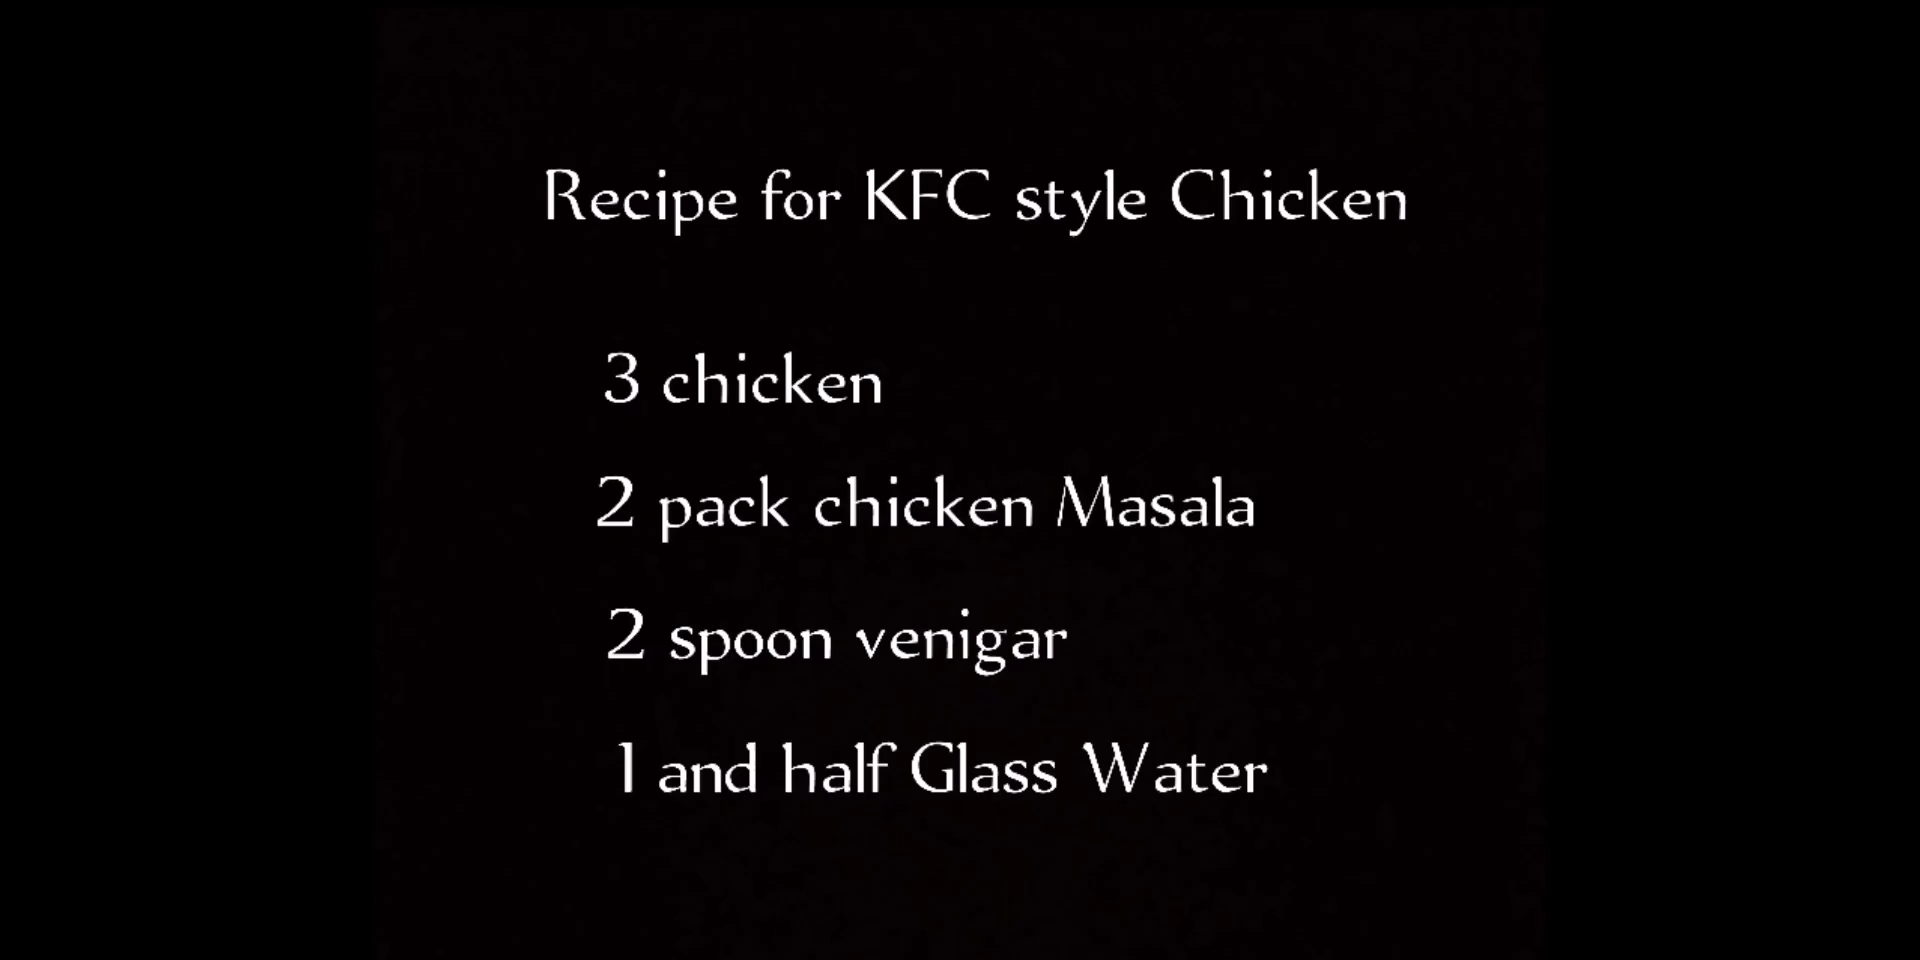 Recipe for KFC style Chicken
3 chicken
2 pack chicken Masala
2 spoon venigar
1 and half Glass Water